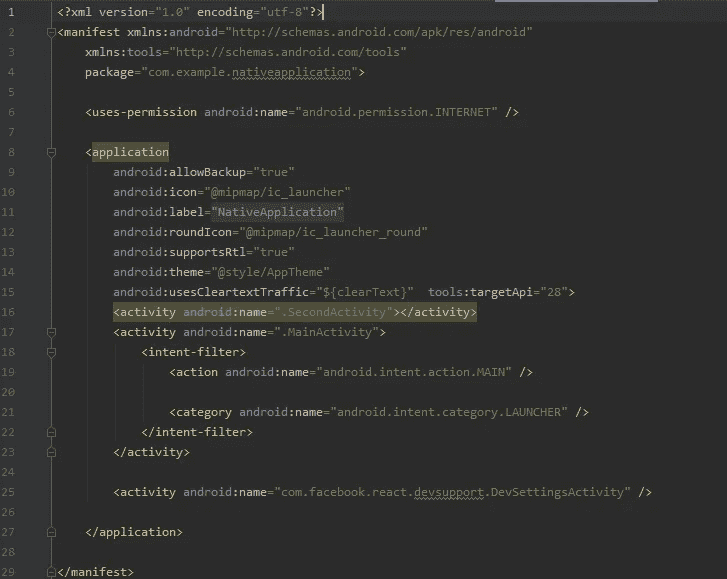 1 <?xml version="1.0" encoding="utf-8"?>
2 <manifest xmlns:android="http://schemas.android.com/apk/res/android"
3 xmlns:tools="http://schemas.android.com/tools"
4 package="com.example.nativeapplication">
5
6 <uses-permission android:name="android.permission.INTERNET" />
7
8 <application
9 android:allowBackup="true"
10 android:icon="@mipmap/ic_launcher"
11 android:label="NativeApplication"
12 android:roundIcon="@mipmap/ic_launcher_round"
13 android:supportsRtl="true"
14 android:theme="@style/AppTheme"
15 android:usesCleartextTraffic="${clearText}"  tools:targetApi="28">
16 <activity android:name=".SecondActivity"></activity>
17 <activity android:name=".MainActivity">
18 <intent-filter>
19 <action android:name="android.intent.action.MAIN" />
20
21 <category android:name="android.intent.category.LAUNCHER" />
22 </intent-filter>
23 </activity>
24
25 <activity android:name="com.facebook.react.devsupport.DevSettingsActivity" />
26
27 </application>
28
29 </manifest>